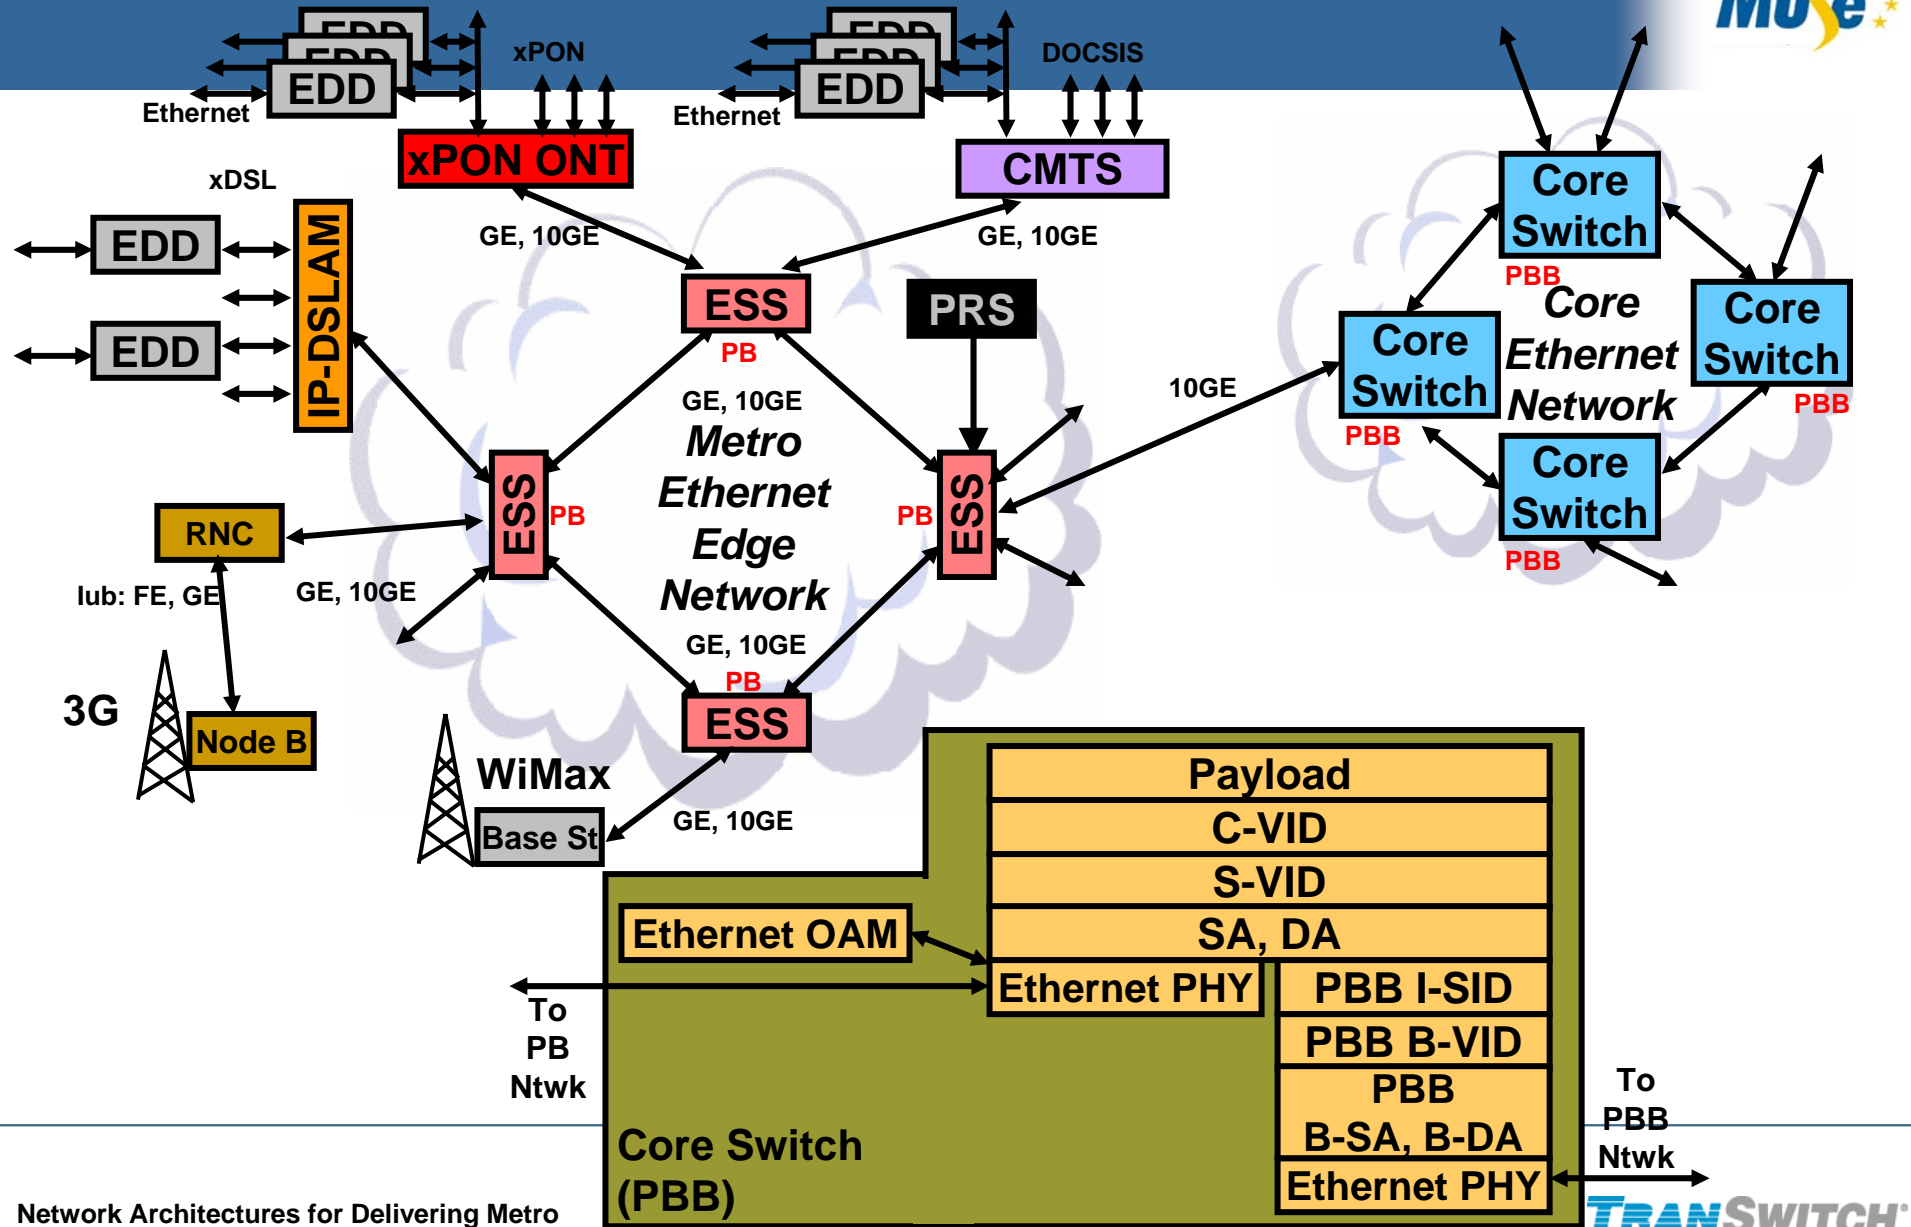 MUSE
EDD
EDD
EDD
xPON
Ethernet
EDD
EDD
EDD
DOCSIS
Ethernet
xPON ONT
CMTS
xDSL
GE, 10GE
GE, 10GE
EDD
EDD
IP-DSLAM
ESS
PB
PRS
GE, 10GE
Metro
Ethernet
Edge
Network
GE, 10GE
PB
ESS
PB
ESS
PB
ESS
10GE
Core
Switch
PBB
Core
Switch
PBB
Core
Ethernet
Network
Core
Switch
PBB
Core
Switch
PBB
RNC
Iub: FE, GE
GE, 10GE
3G
Node B
WiMax
Base St
GE, 10GE
Payload
C-VID
S-VID
SA, DA
Ethernet OAM
Ethernet PHY
PBB I-SID
PBB B-VID
PBB
B-SA, B-DA
Ethernet PHY
To
PB
Ntwk
To
PBB
Ntwk
Core Switch
(PBB)
Network Architectures for Delivering Metro
TRANSWITCH®